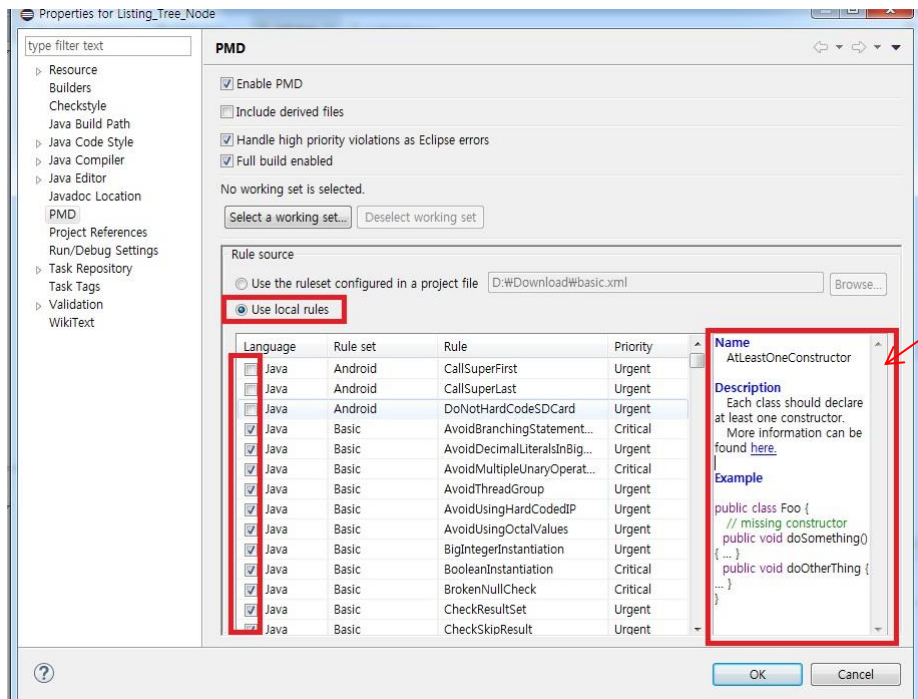 Properties for Listing_Tree_Node
type filter text
Resource
Builders
Checkstyle
Java Build Path
Java Code Style
Java Compiler
Java Editor
Javadoc Location
PMD
Project References
Run/Debug Settings
Task Repository
Task Tags
Validation
WikiText
PMD
Enable PMD
Include derived files
Handle high priority violations as Eclipse errors
Full build enabled
No working set is selected.
Select a working set... Deselect working set
Rule source
Use the ruleset configured in a project file D:₩Download₩basic.xml Browse...
Use local rules
Language Rule set Rule Priority
Java Android CallSuperFirst Urgent
Java Android CallSuperLast Urgent
Java Android DoNotHardCodeSDCard Urgent
Java Basic AvoidBranchingStatement... Critical
Java Basic AvoidDecimalLiteralsInBig... Urgent
Java Basic AvoidMultipleUnaryOperat... Critical
Java Basic AvoidThreadGroup Urgent
Java Basic AvoidUsingHardCodedIP Urgent
Java Basic AvoidUsingOctalValues Urgent
Java Basic BigIntegerInstantiation Urgent
Java Basic BooleanInstantiation Critical
Java Basic BrokenNullCheck Critical
Java Basic CheckResultSet Urgent
Java Basic CheckSkipResult Urgent
Name
AtLeastOneConstructor
Description
Each class should declare
at least one constructor.
More information can be
found here.
Example
public class Foo {
// missing constructor
public void doSomething()
{ ... }
public void doOtherThing {
... }
}
OK Cancel